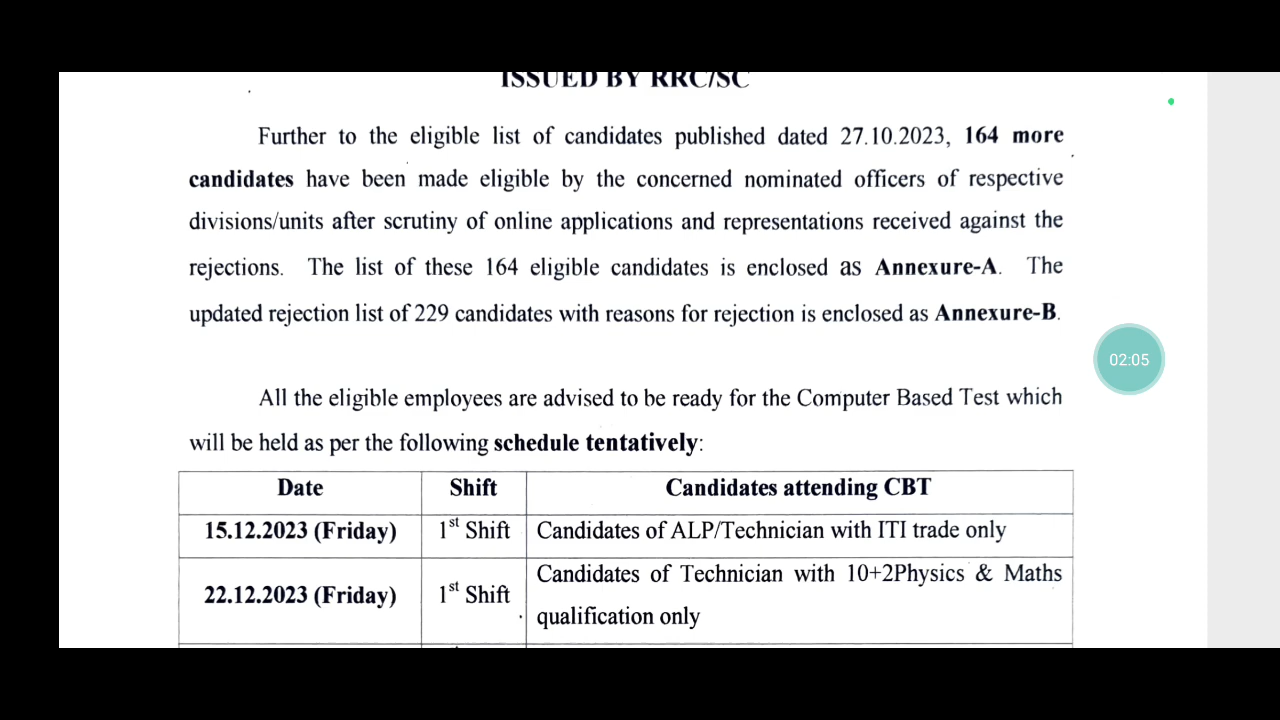 ISSUED BY RRC/SC
Further to the eligible list of candidates published dated 27.10.2023, 164 more
candidates have been made eligible by the concerned nominated officers of respective
divisions/units after scrutiny of online applications and representations received against the
rejections. The list of these 164 eligible candidates is enclosed as Annexure-A. The
updated rejection list of 229 candidates with reasons for rejection is enclosed as Annexure-B.
02:05
All the eligible employees are advised to be ready for the Computer Based Test which
will be held as per the following schedule tentatively:
Date Shift Candidates attending CBT
15.12.2023 (Friday) 1st Shift Candidates of ALP/Technician with ITI trade only
22.12.2023 (Friday) 1st Shift Candidates of Technician with 10+2Physics & Maths
qualification only